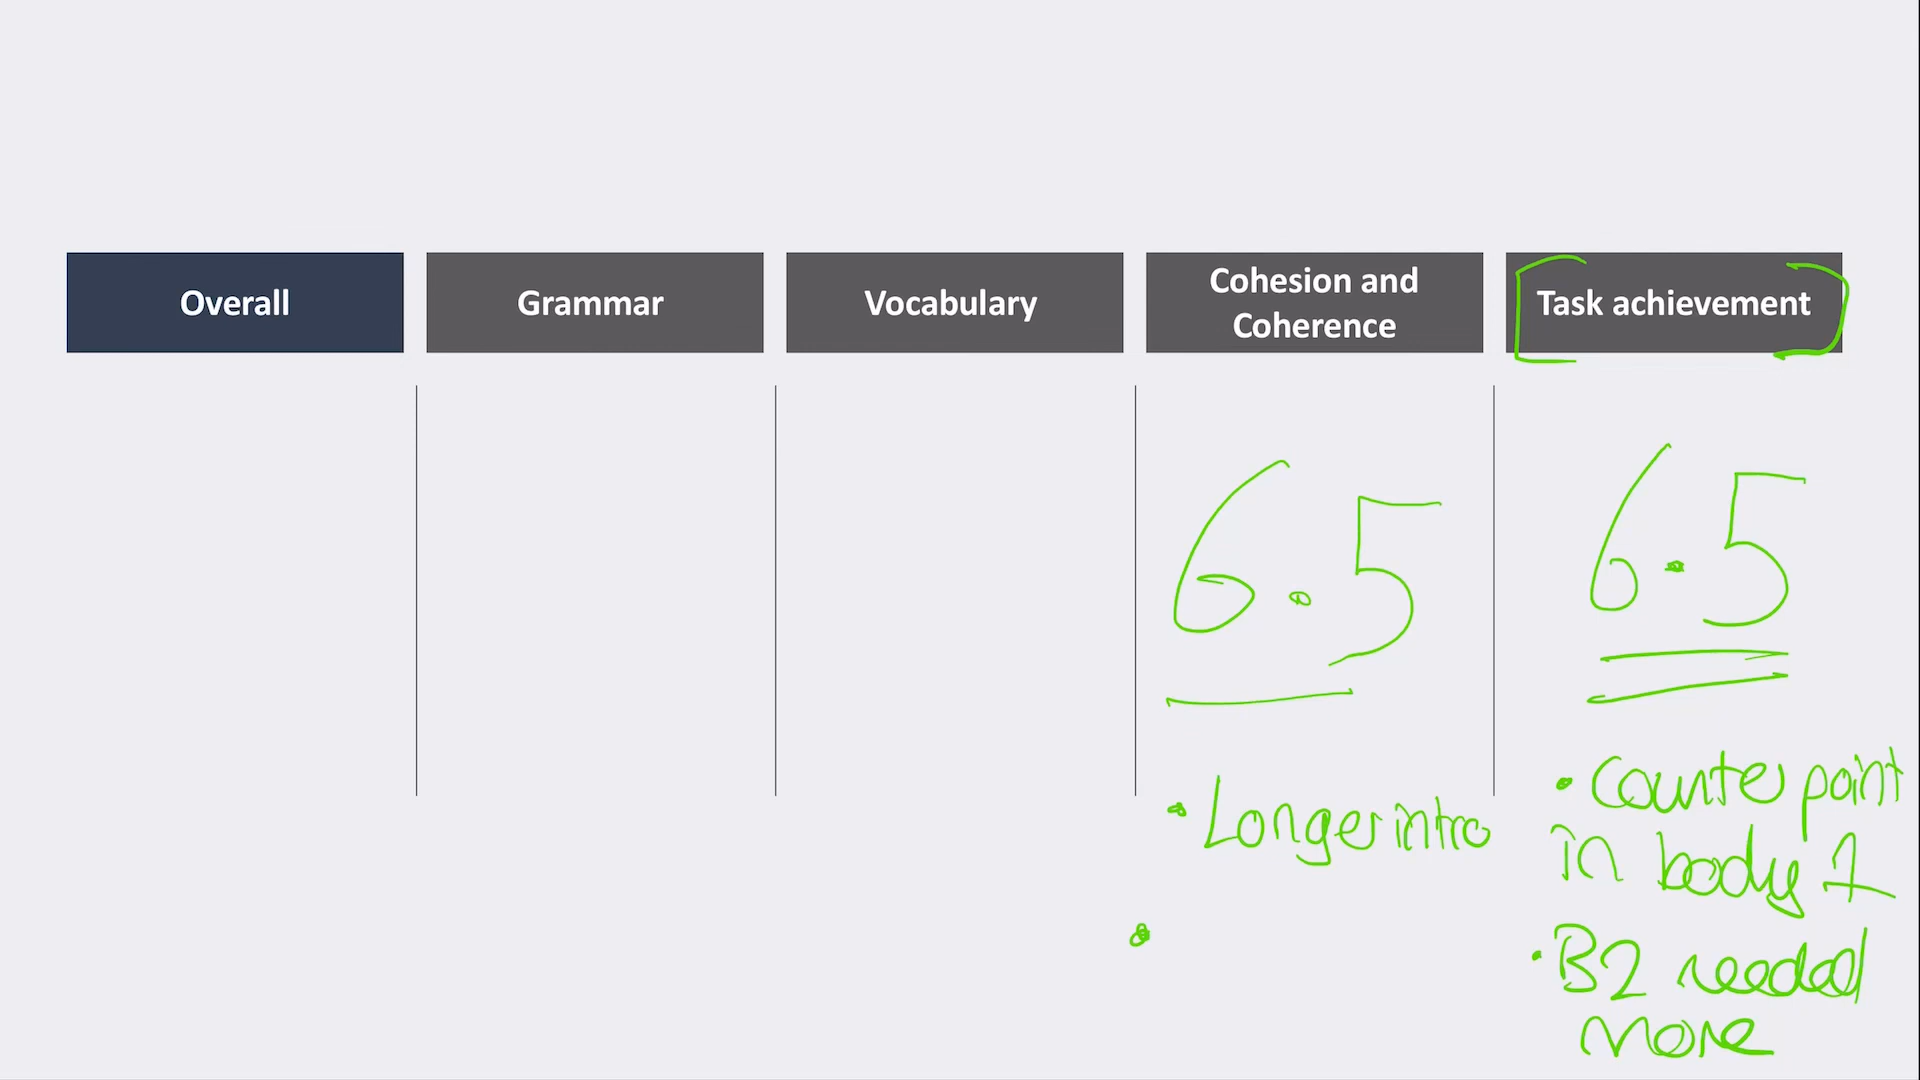 Overall
Grammar
Vocabulary
Cohesion and
Coherence
Task achievement
6.5
• Longer intro
•
6.5
• Counter point
in body 1
• B2 needed
more